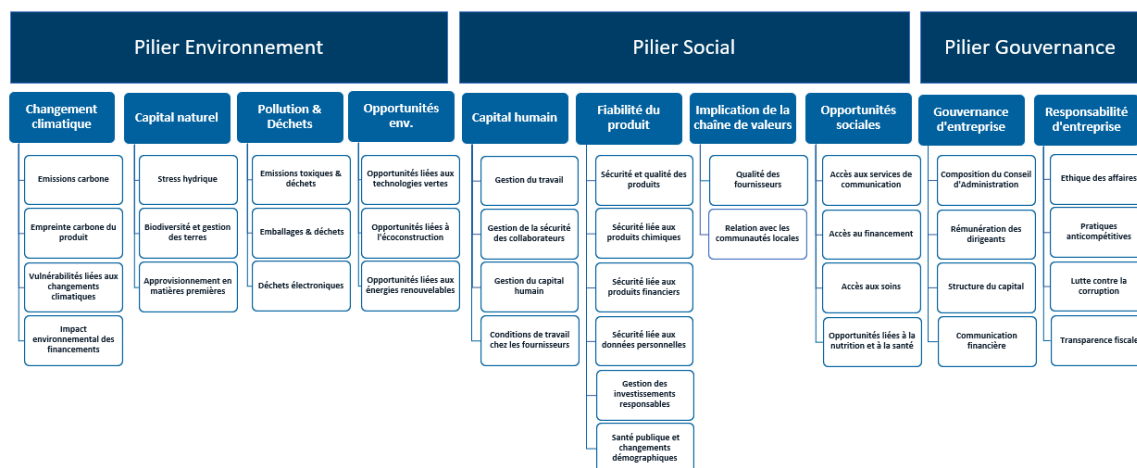 Pilier Environnement
Pilier Social
Pilier Gouvernance
Changement
climatique
Capital naturel
Pollution &
Déchets
Opportunités
env.
Capital humain
Fiabilité du
produit
Implication de la
chaîne de valeurs
Opportunités
sociales
Gouvernance
d'entreprise
Responsabilité
d'entreprise
Emissions carbone
Empreinte carbone du
produit
Vulnérabilités liées aux
changements
climatiques
Impact
environnemental des
financements
Stress hydrique
Biodiversité et gestion
des terres
Approvisionnement en
matières premières
Emissions toxiques &
déchets
Emballages & déchets
Déchets électroniques
Opportunités liées aux
technologies vertes
Opportunités liées à
l'écoconstruction
Opportunités liées aux
énergies renouvelables
Gestion du travail
Gestion de la sécurité
des collaborateurs
Gestion du capital
humain
Conditions de travail
chez les fournisseurs
Sécurité et qualité des
produits
Sécurité liée aux
produits chimiques
Sécurité liée aux
produits financiers
Sécurité liée aux
données personnelles
Gestion des
investissements
responsables
Santé publique et
changements
démographiques
Qualité des
fournisseurs
Relation avec les
communautés locales
Accès aux services de
communication
Accès au financement
Accès aux soins
Opportunités liées à la
nutrition et à la santé
Composition du Conseil
d'Administration
Rémunération des
dirigeants
Structure du capital
Communication
financière
Ethique des affaires
Pratiques
anticompétitives
Lutte contre la
corruption
Transparence fiscale